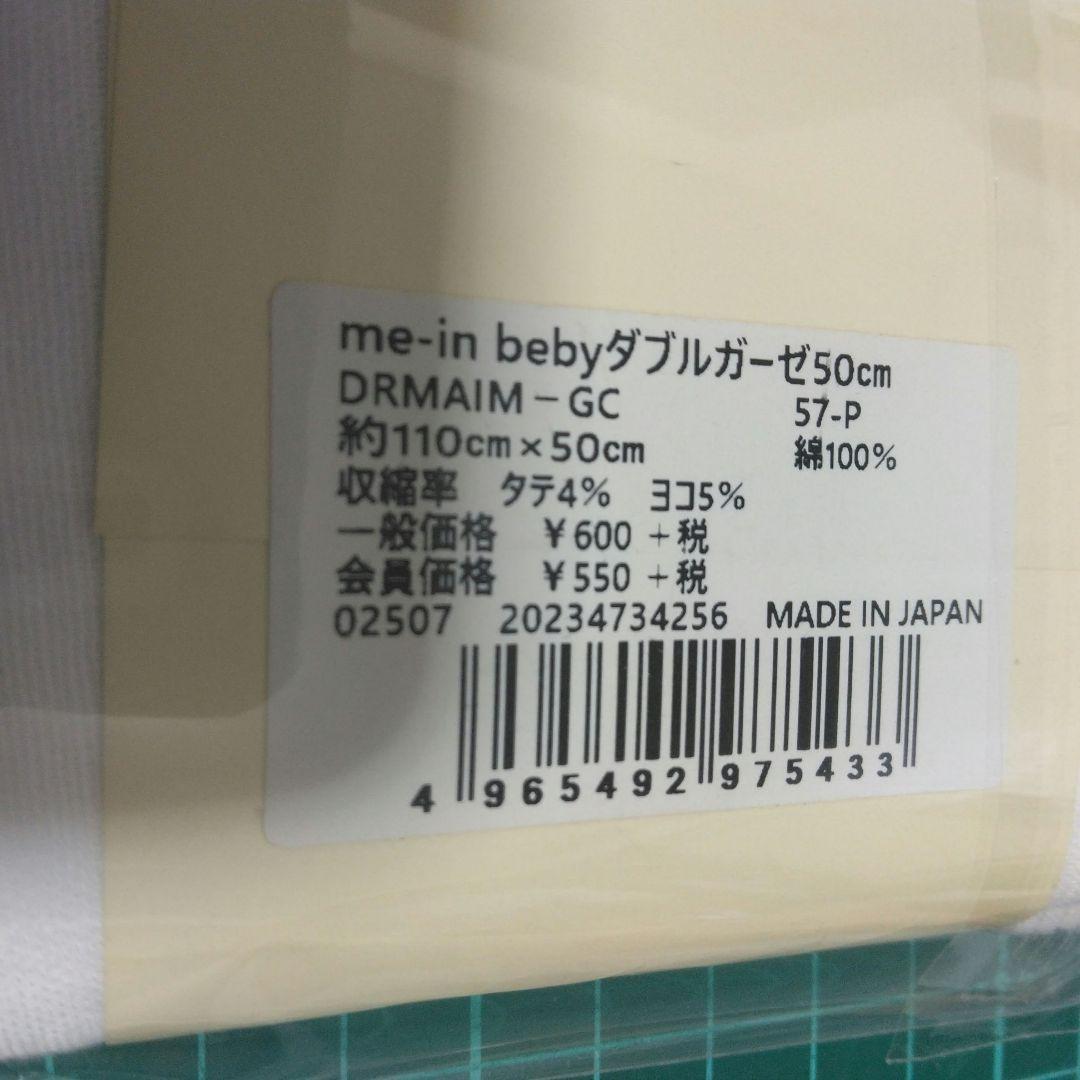 me-in bebyダブルガーゼ50cm
DRMAIM－GC 57-P
約110cm×50cm 綿100%
収縮率 タテ4% ヨコ5%
一般価格 ￥600 +税
会員価格 ￥550 +税
02507 20234734256 MADE IN JAPAN
4 965492 975433